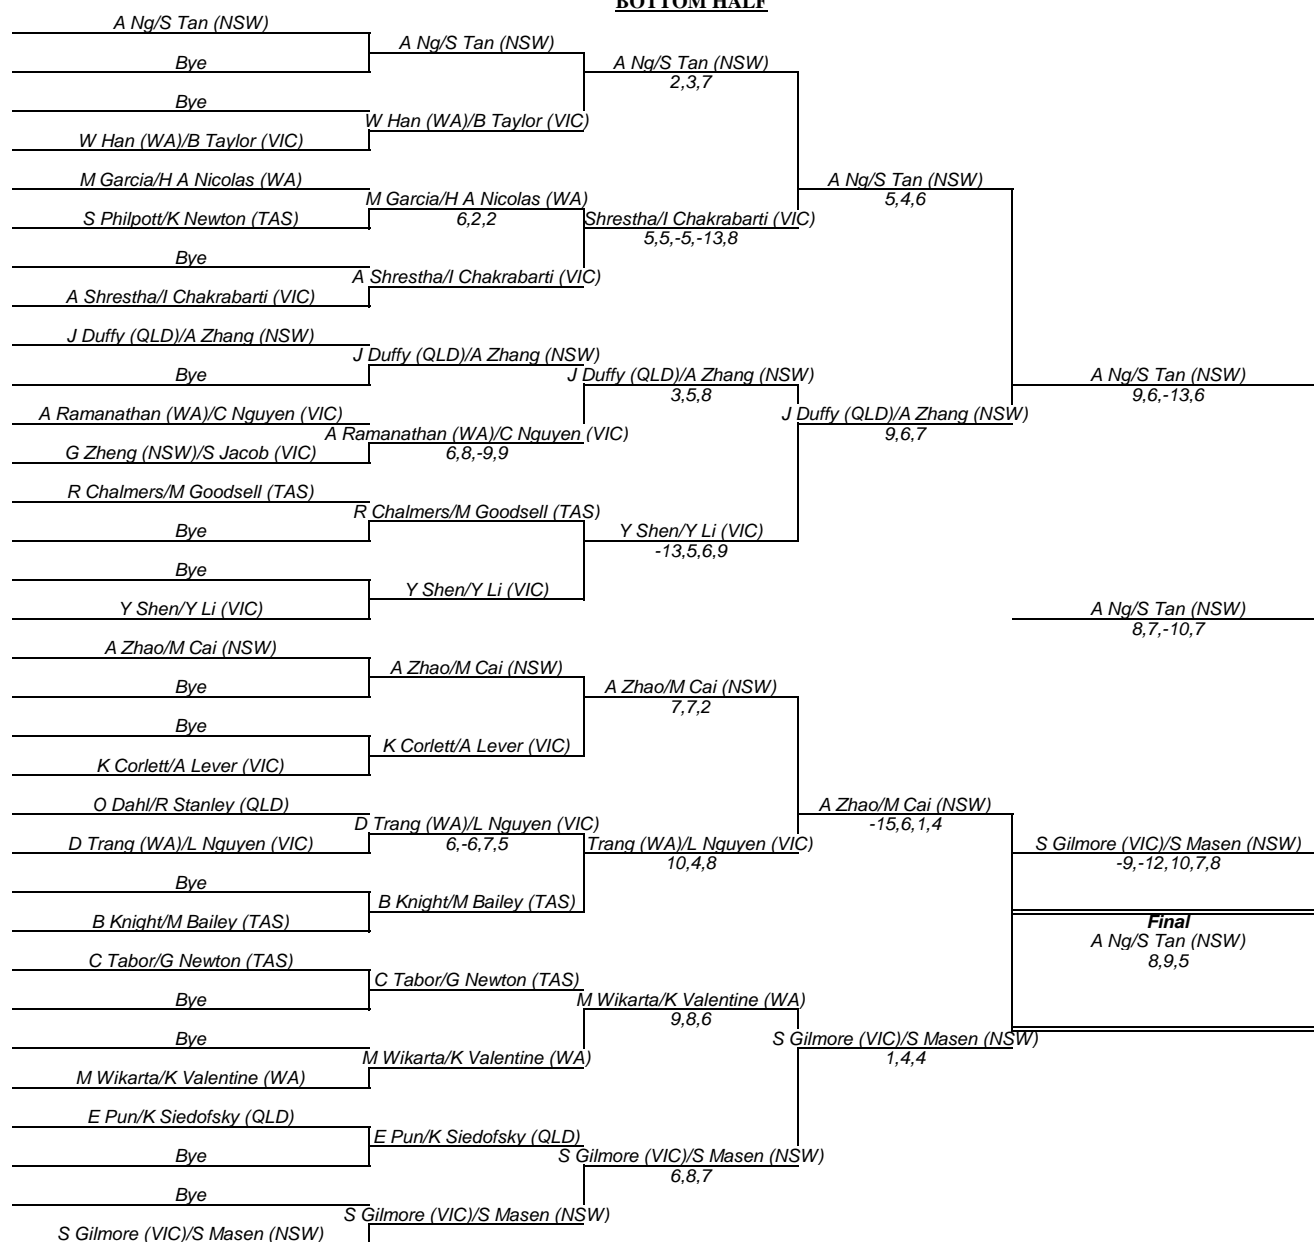 BOTTOM HALF
A Ng/S Tan (NSW)
A Ng/S Tan (NSW)
Bye
A Ng/S Tan (NSW)
2,3,7
Bye
W Han (WA)/B Taylor (VIC)
W Han (WA)/B Taylor (VIC)
M Garcia/H A Nicolas (WA)
A Ng/S Tan (NSW)
5,4,6
M Garcia/H A Nicolas (WA)
6,2,2
S Philpott/K Newton (TAS)
Shrestha/I Chakrabarti (VIC)
5,5,-5,-13,8
Bye
A Shrestha/I Chakrabarti (VIC)
A Shrestha/I Chakrabarti (VIC)
J Duffy (QLD)/A Zhang (NSW)
J Duffy (QLD)/A Zhang (NSW)
Bye
J Duffy (QLD)/A Zhang (NSW)
3,5,8
A Ng/S Tan (NSW)
9,6,-13,6
A Ramanathan (WA)/C Nguyen (VIC)
J Duffy (QLD)/A Zhang (NSW)
9,6,7
A Ramanathan (WA)/C Nguyen (VIC)
6,8,-9,9
G Zheng (NSW)/S Jacob (VIC)
R Chalmers/M Goodsell (TAS)
R Chalmers/M Goodsell (TAS)
Bye
Y Shen/Y Li (VIC)
-13,5,6,9
Bye
Y Shen/Y Li (VIC)
Y Shen/Y Li (VIC)
A Ng/S Tan (NSW)
8,7,-10,7
A Zhao/M Cai (NSW)
A Zhao/M Cai (NSW)
Bye
A Zhao/M Cai (NSW)
7,7,2
Bye
K Corlett/A Lever (VIC)
K Corlett/A Lever (VIC)
O Dahl/R Stanley (QLD)
A Zhao/M Cai (NSW)
-15,6,1,4
D Trang (WA)/L Nguyen (VIC)
6,-6,7,5
D Trang (WA)/L Nguyen (VIC)
Trang (WA)/L Nguyen (VIC)
10,4,8
S Gilmore (VIC)/S Masen (NSW)
-9,-12,10,7,8
Bye
B Knight/M Bailey (TAS)
B Knight/M Bailey (TAS)
Final
A Ng/S Tan (NSW)
8,9,5
C Tabor/G Newton (TAS)
C Tabor/G Newton (TAS)
Bye
M Wikarta/K Valentine (WA)
9,8,6
Bye
S Gilmore (VIC)/S Masen (NSW)
1,4,4
M Wikarta/K Valentine (WA)
M Wikarta/K Valentine (WA)
E Pun/K Siedofsky (QLD)
E Pun/K Siedofsky (QLD)
Bye
S Gilmore (VIC)/S Masen (NSW)
6,8,7
Bye
S Gilmore (VIC)/S Masen (NSW)
S Gilmore (VIC)/S Masen (NSW)